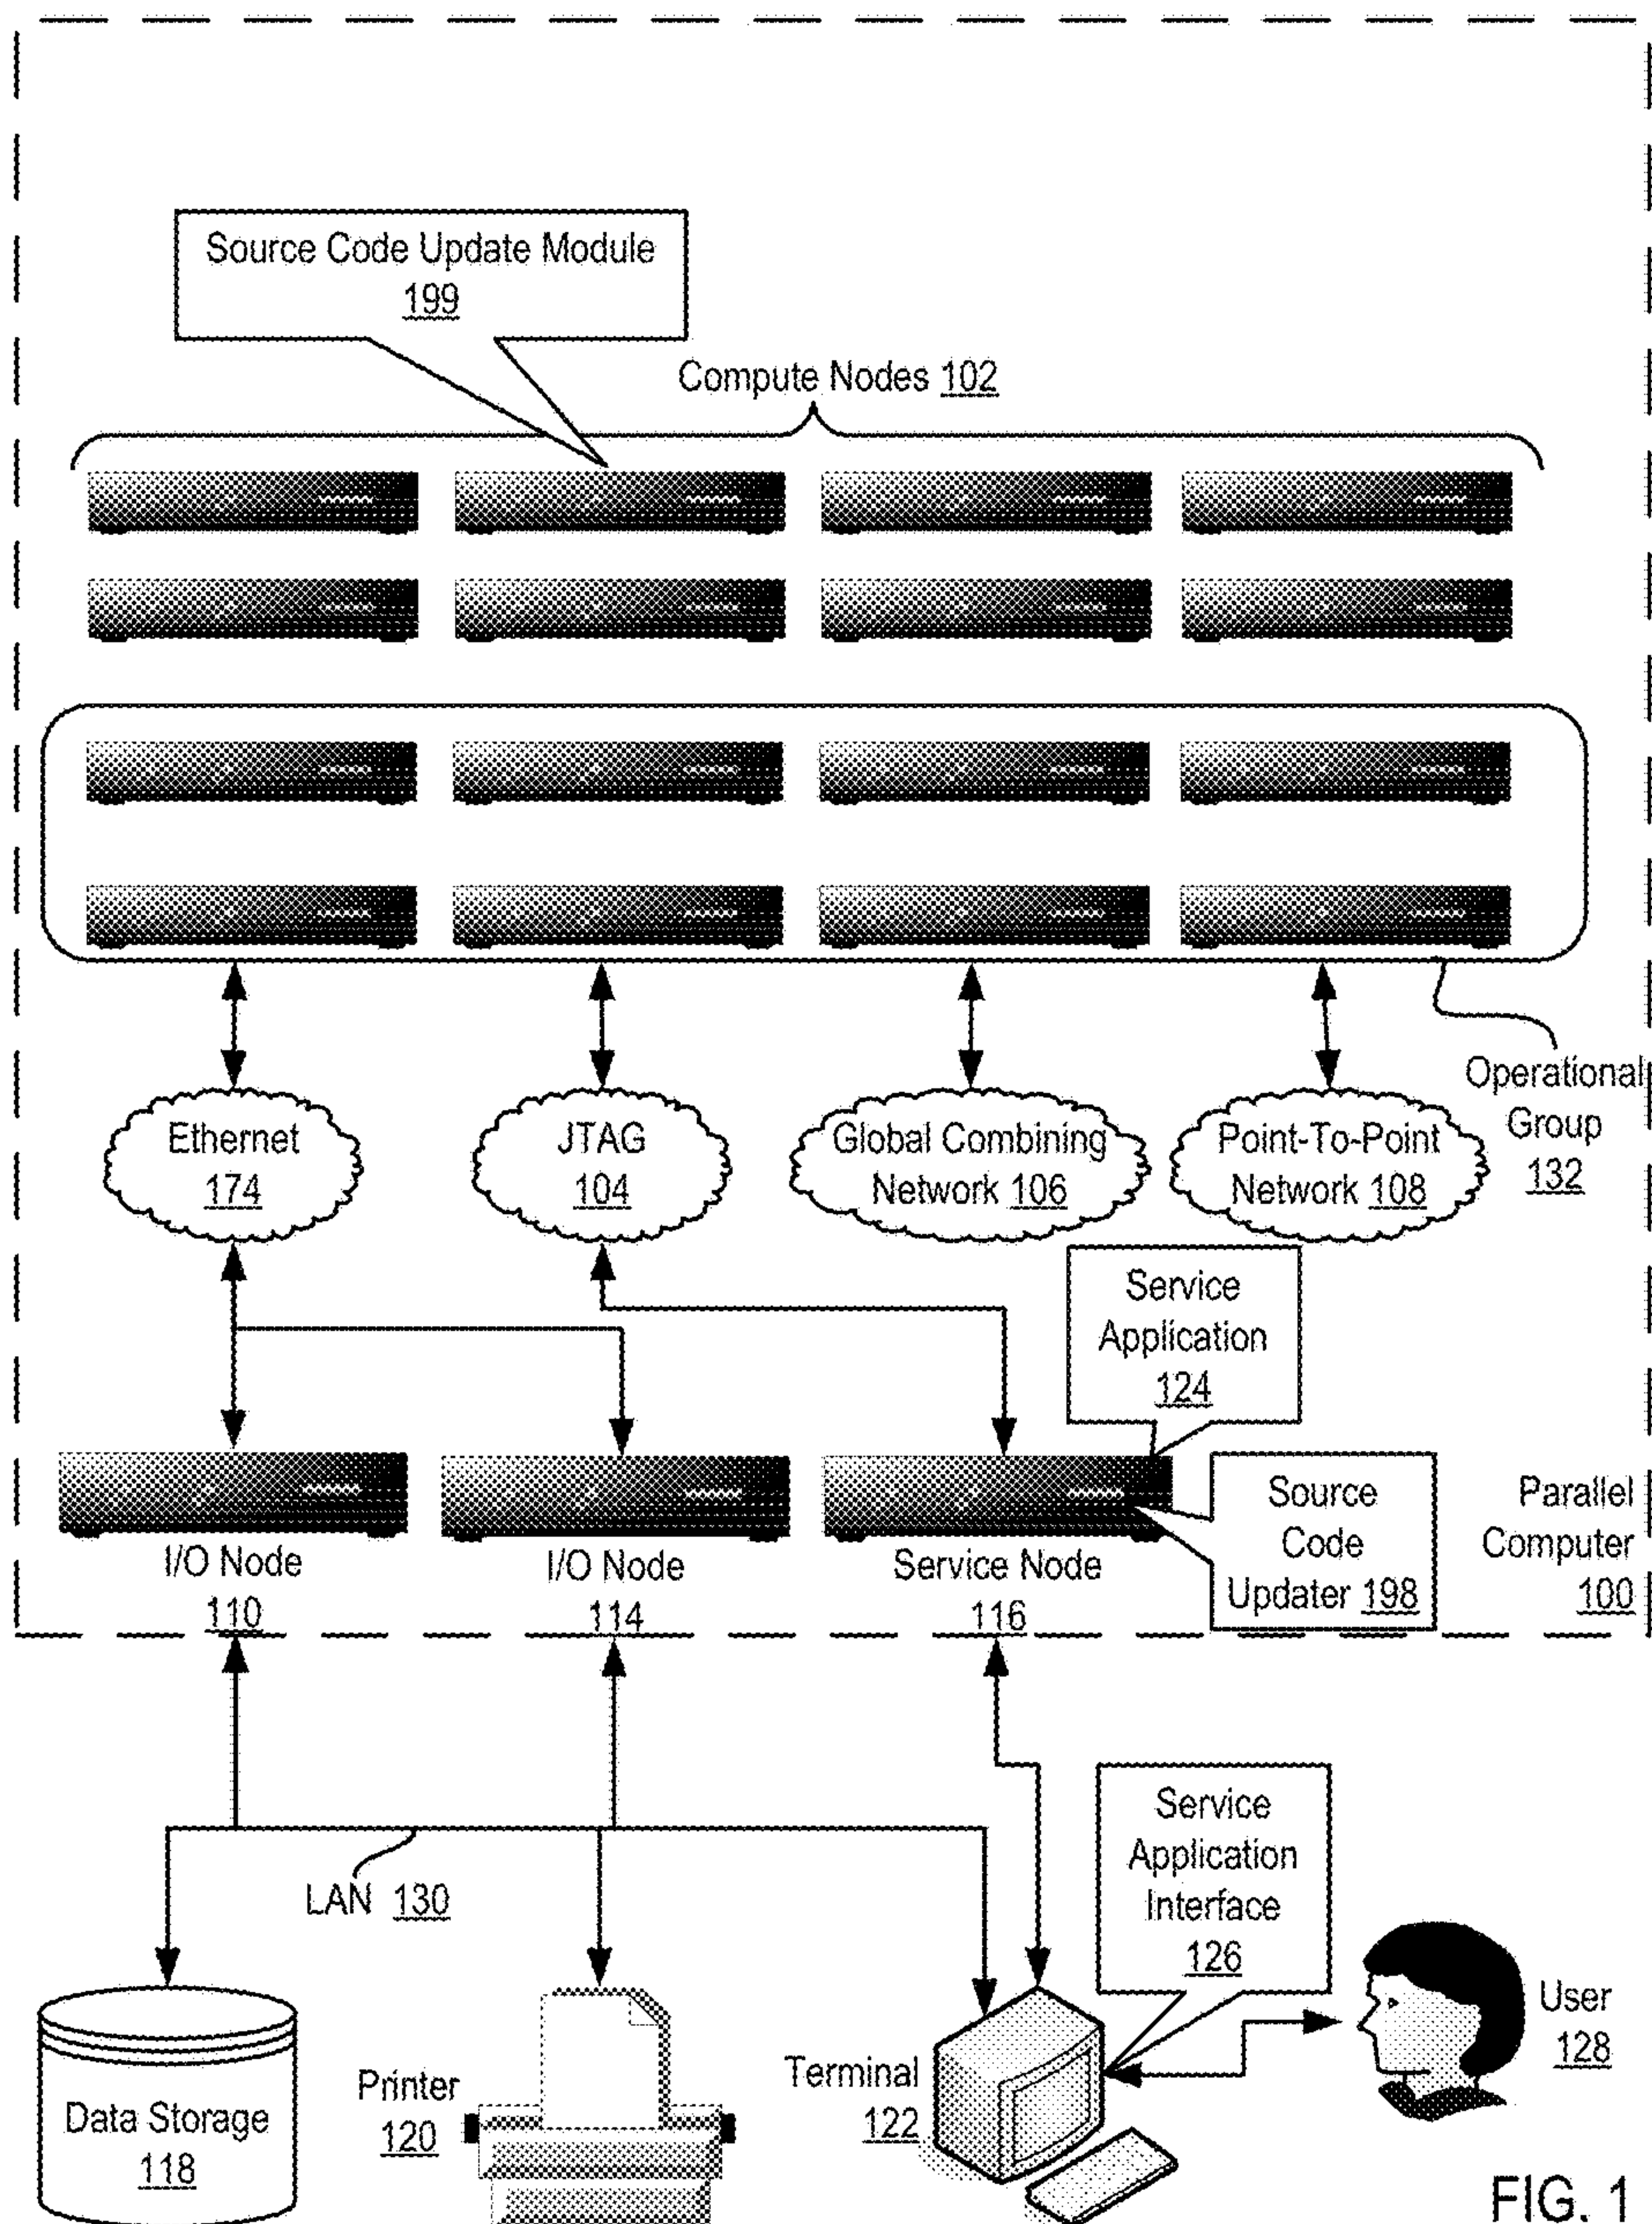 Source Code Update Module
199
Compute Nodes 102
Operational
Group
132
Ethernet
174
JTAG
104
Global Combining
Network 106
Point-To-Point
Network 108
Service
Application
124
Source
Code
Updater 198
Parallel
Computer
100
I/O Node
110
I/O Node
114
Service Node
116
LAN 130
Service
Application
Interface
126
User
128
Data Storage
118
Printer
120
Terminal
122
FIG. 1